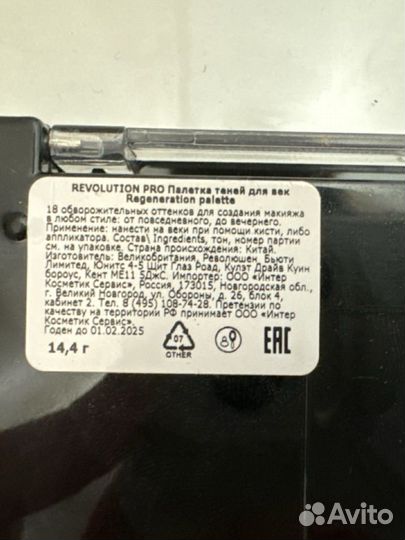 REVOLUTION PRO Палетка теней для век
Regeneration palette
18 обворожительных оттенков для создания макияжа
в любом стиле: от повседневного, до вечернего.
Применение: нанести на веки при помощи кисти, либо
аппликатора. Состав\ Ingredients, тон, номер партии
см. на упаковке. Страна происхождения: Китай.
Изготовитель: Великобритания, Революшен, Бьюти
Лимитед, Юнитс 4-5 Щит Глаз Роад, Кулэт Драйв Куин
бороус, Кент МЕ11 5ДжС. Импортер: ООО «Интер
Косметик Сервис», Россия, 173015, Новгородская обл.,
г. Великий Новгород, ул. Обороны, д. 26, блок 4,
кабинет 2. Тел. 8 (495) 108-74-28. Претензии по
качеству на территории РФ принимает ООО «Интер
Косметик Сервис».
Годен до 01.02.2025
14,4 г
07
OTHER
EAC
Avito